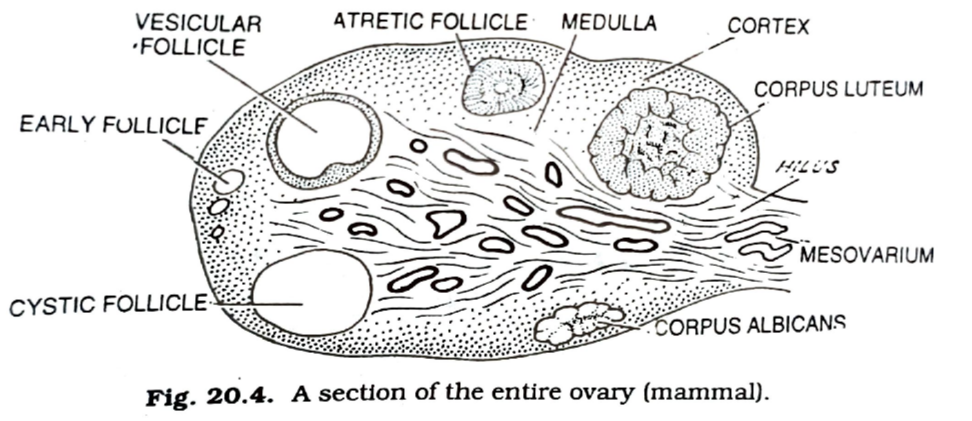 VESICULAR
FOLLICLE
ATRETIC FOLLICLE
MEDULLA
CORTEX
CORPUS LUTEUM
EARLY FOLLICLE
HILUS
MESOVARIUM
CYSTIC FOLLICLE
CORPUS ALBICANS
Fig. 20.4. A section of the entire ovary (mammal).